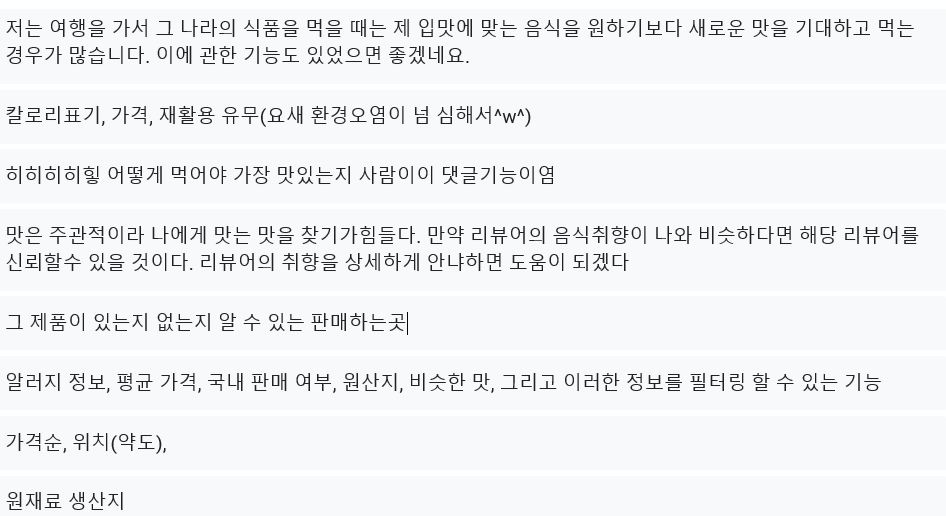 저는 여행을 가서 그 나라의 식품을 먹을 때는 제 입맛에 맞는 음식을 원하기보다 새로운 맛을 기대하고 먹는
경우가 많습니다. 이에 관한 기능도 있었으면 좋겠네요.
칼로리표기, 가격, 재활용 유무(요새 환경오염이 넘 심해서^w^)
히히히히힣 어떻게 먹어야 가장 맛있는지 사람이이 댓글기능이염
맛은 주관적이라 나에게 맞는 맛을 찾기가힘들다. 만약 리뷰어의 음식취향이 나와 비슷하다면 해당 리뷰어를
신뢰할수 있을 것이다. 리뷰어의 취향을 상세하게 안냐하면 도움이 되겠다
그 제품이 있는지 없는지 알 수 있는 판매하는곳
알러지 정보, 평균 가격, 국내 판매 여부, 원산지, 비슷한 맛, 그리고 이러한 정보를 필터링 할 수 있는 기능
가격순, 위치(약도),
원재료 생산지